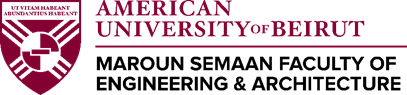 UT VITAM HABEANT
ABUNDANTIUS HABEANT
AMERICAN
UNIVERSITY OF BEIRUT
MAROUN SEMAAN FACULTY OF
ENGINEERING & ARCHITECTURE